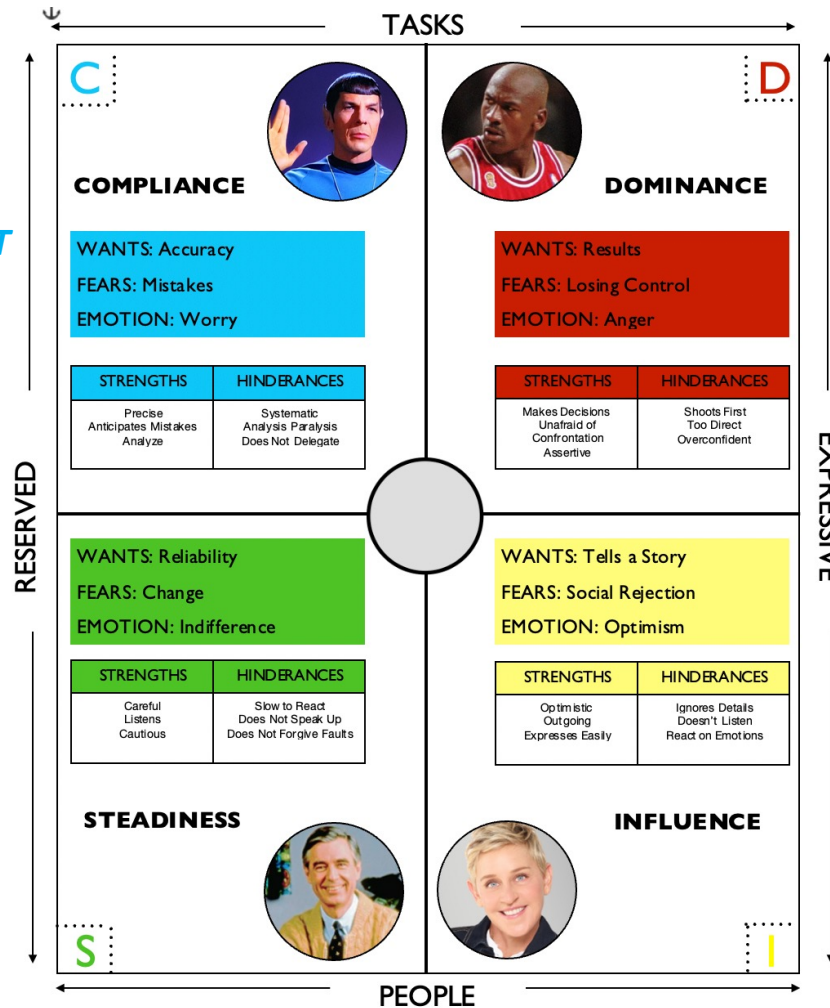 TASKS
C
D
COMPLIANCE
DOMINANCE
WANTS: Accuracy
FEARS: Mistakes
EMOTION: Worry
WANTS: Results
FEARS: Losing Control
EMOTION: Anger
STRENGTHS
HINDERANCES
Precise
Anticipates Mistakes
Analyze
Systematic
Analysis Paralysis
Does Not Delegate
STRENGTHS
HINDERANCES
Makes Decisions
Unafraid of
Confrontation
Assertive
Shoots First
Too Direct
Overconfident
RESERVED
EXPRESSIVE
WANTS: Reliability
FEARS: Change
EMOTION: Indifference
WANTS: Tells a Story
FEARS: Social Rejection
EMOTION: Optimism
STRENGTHS
HINDERANCES
Careful
Listens
Cautious
Slow to React
Does Not Speak Up
Does Not Forgive Faults
STRENGTHS
HINDERANCES
Optimistic
Outgoing
Expresses Easily
Ignores Details
Doesn't Listen
React on Emotions
STEADINESS
INFLUENCE
S
I
PEOPLE